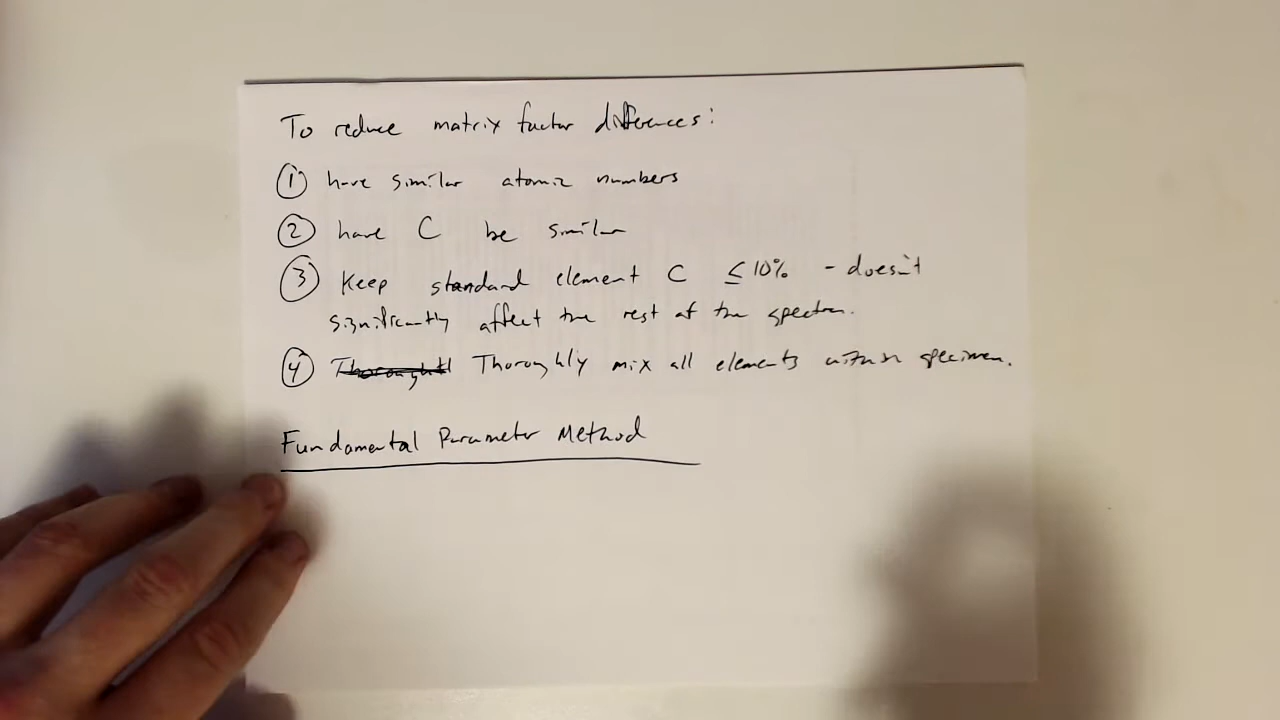 To reduce matrix factor differences:
① have similar atomic numbers
② have C be similar
③ Keep standard element C ≤ 10% - doesn't
significantly affect the rest of the spectra.
④ Thoroughly mix all elements within specimen.
Fundamental Parameter Method